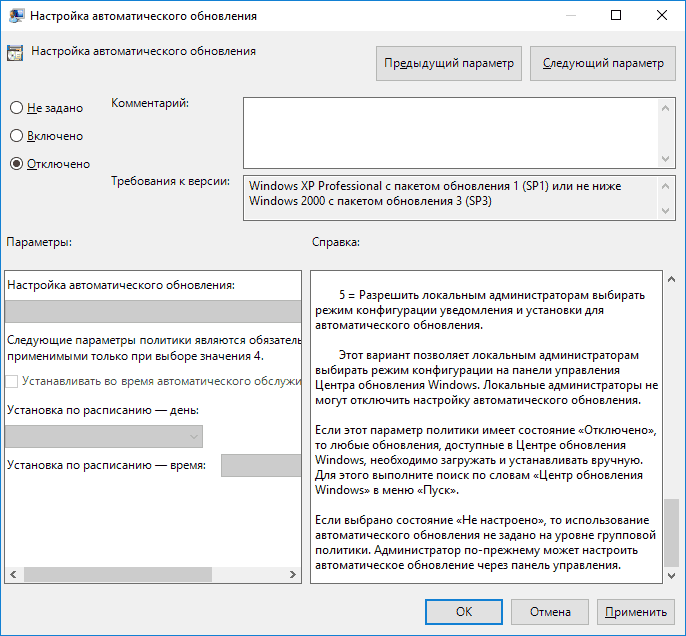 Настройка автоматического обновления
Настройка автоматического обновления
Предыдущий параметр
Следующий параметр
Не задано
Включено
Отключено
Комментарий:
Требования к версии:
Windows XP Professional с пакетом обновления 1 (SP1) или не ниже
Windows 2000 с пакетом обновления 3 (SP3)
Параметры:
Справка:
Настройка автоматического обновления:
Следующие параметры политики являются обязатель
применимыми только при выборе значения 4.
Устанавливать во время автоматического обслужи
Установка по расписанию — день:
Установка по расписанию — время:
5 = Разрешить локальным администраторам выбирать
режим конфигурации уведомления и установки для
автоматического обновления.
Этот вариант позволяет локальным администраторам
выбирать режим конфигурации на панели управления
Центра обновления Windows. Локальные администраторы не
могут отключить настройку автоматического обновления.
Если этот параметр политики имеет состояние «Отключено»,
то любые обновления, доступные в Центре обновления
Windows, необходимо загружать и устанавливать вручную.
Для этого выполните поиск по словам «Центр обновления
Windows» в меню «Пуск».
Если выбрано состояние «Не настроено», то использование
автоматического обновления не задано на уровне групповой
политики. Администратор по-прежнему может настроить
автоматическое обновление через панель управления.
ОК
Отмена
Применить